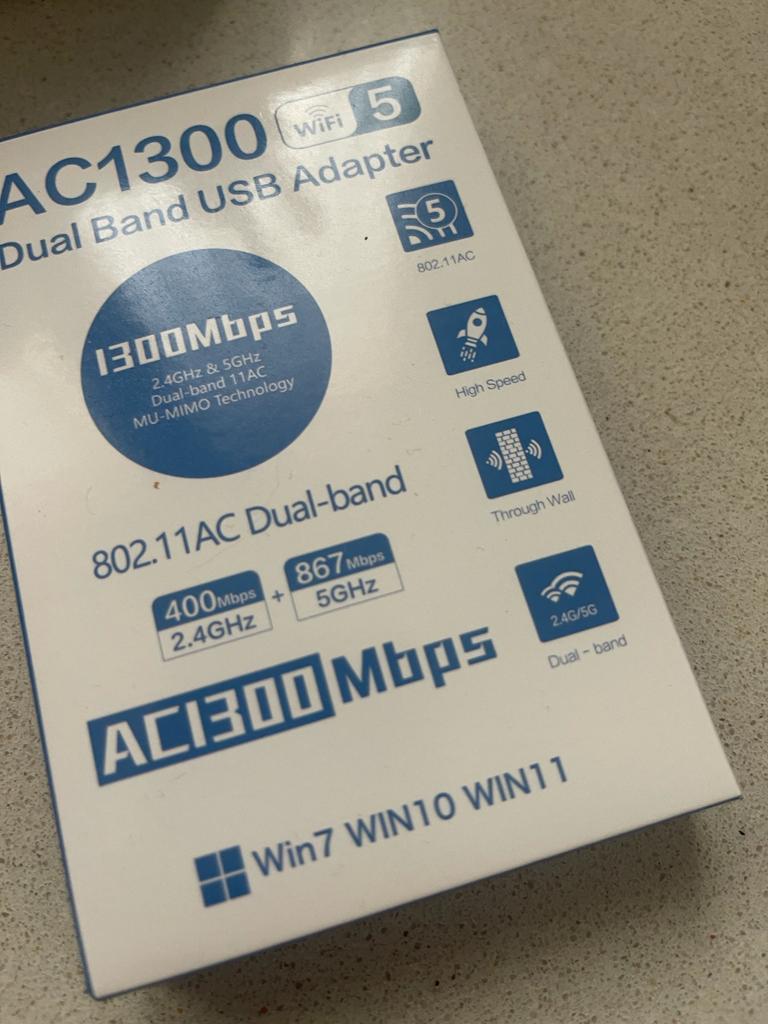 AC1300 WiFi 5
Dual Band USB Adapter
5
802.11AC
1300Mbps
2.4GHz & 5GHz
Dual-band 11AC
MU-MIMO Technology
High Speed
Through Wall
802.11AC Dual-band
400Mbps + 867Mbps
2.4GHz 5GHz
2.4G/5G
Dual - band
AC1300Mbps
Win7 WIN10 WIN11